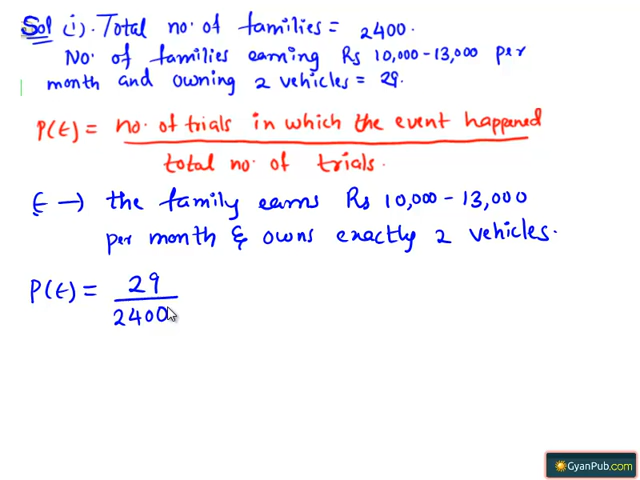 Sol (i). Total no. of families = 2400.
No. of families earning Rs 10,000-13,000 per
month and owning 2 vehicles = 29.
P(E) = no. of trials in which the event happened
total no. of trials.
E → the family earns Rs 10,000-13,000
per month & owns exactly 2 vehicles.
P(E) = 29
2400
GyanPub.com